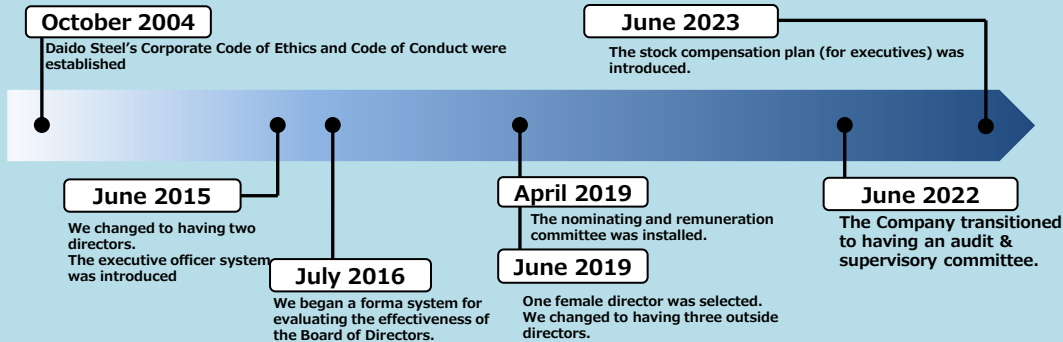 October 2004
Daido Steel's Corporate Code of Ethics and Code of Conduct were
established
June 2023
The stock compensation plan (for executives) was
introduced.
June 2015
We changed to having two
directors.
The executive officer system
was introduced
July 2016
We began a forma system for
evaluating the effectiveness of
the Board of Directors.
April 2019
The nominating and remuneration
committee was installed.
June 2019
One female director was selected.
We changed to having three outside
directors.
June 2022
The Company transitioned
to having an audit &
supervisory committee.